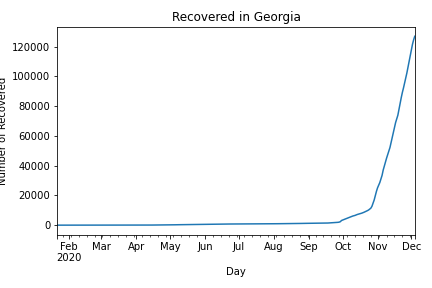 Recovered in Georgia
Number of Recovered
120000
100000
80000
60000
40000
20000
0
Feb Mar Apr May Jun Jul Aug Sep Oct Nov Dec
2020
Day